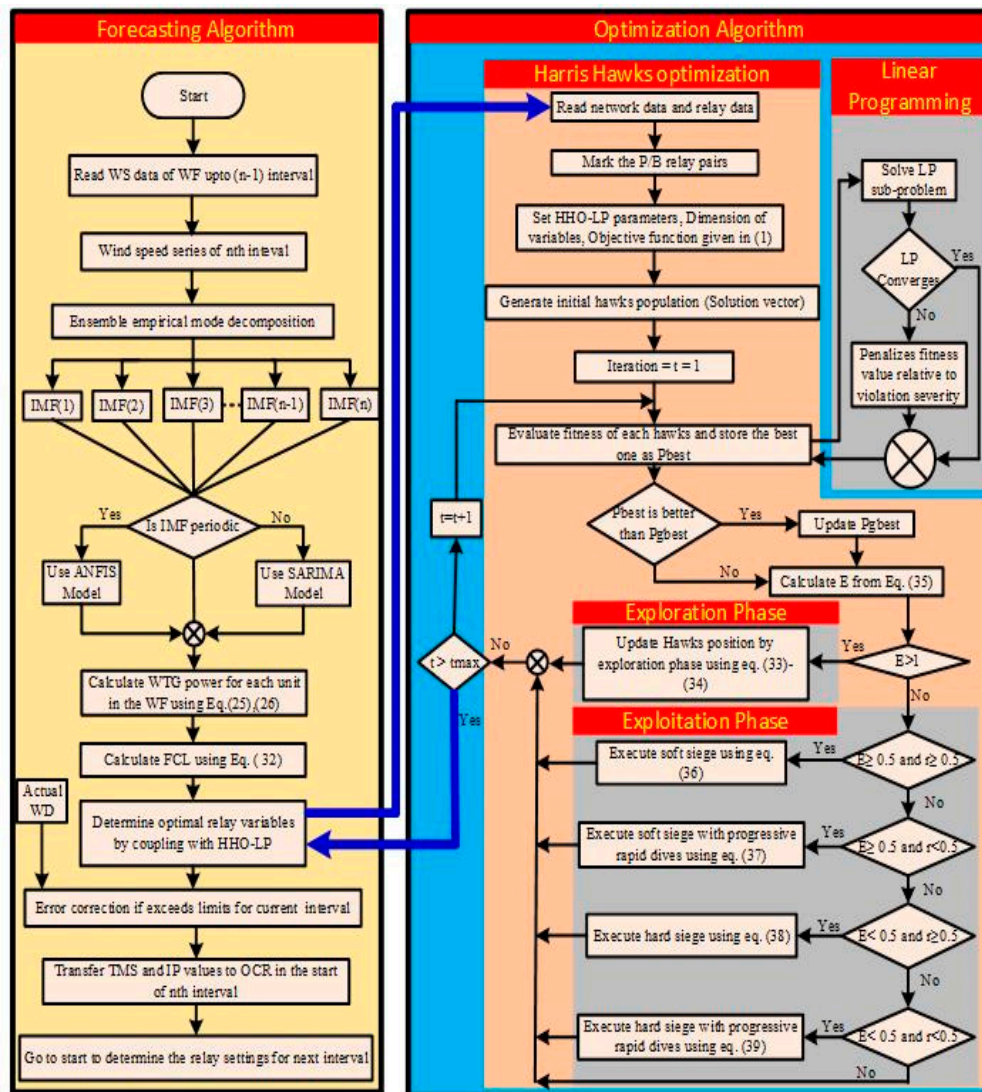 Forecasting Algorithm
Start
Read WS data of WF upto (n-1) interval
Wind speed series of nth inteval
Ensemble empirical mode decomposition
IMF(1)
IMF(2)
IMF(3)
IMF(n-1)
IMF(n)
Is IMF periodic
Yes
No
Use ANFIS
Model
Use SARIMA
Model
Calculate WTG power for each unit
in the WF using Eq.(25),(26)
Calculate FCL using Eq. ( 32)
Actual
WD
Determine optimal relay variables
by coupling with HHO-LP
Error correction if exceeds limits for current interval
Transfer TMS and IP values to OCR in the start
of nth interval
Go to start to determine the relay settings for next interval
Optimization Algorithm
Harris Hawks optimization
Read network data and relay data
Mark the P/B relay pairs
Set HHO-LP parameters, Dimension of
variables, Objective function given in (1)
Generate initial hawks population (Solution vector)
Iteration = t = 1
Evaluate fitness of each hawks and store the best
one as Pbest
t=t+1
Pbest is better
than Pgbest
Yes
No
Update Pgbest
Calculate E from Eq. (35)
Linear
Programming
Solve LP
sub-problem
LP
Converges
Yes
No
Penalizes fitness
value relative to
violation severity
Exploration Phase
Update Hawks position by
exploration phase using eq. (33)-
(34)
Yes
E>1
No
t > tmax
No
Yes
Exploitation Phase
Execute soft siege using eq.
(36)
Yes
E≥ 0.5 and r≥ 0.5
No
Execute soft siege with progressive
rapid dives using eq. (37)
Yes
E≥ 0.5 and r<0.5
No
Execute hard siege using eq. (38)
Yes
E< 0.5 and r≥0.5
No
Execute hard siege with progressive
rapid dives using eq. (39)
Yes
E< 0.5 and r<0.5
No